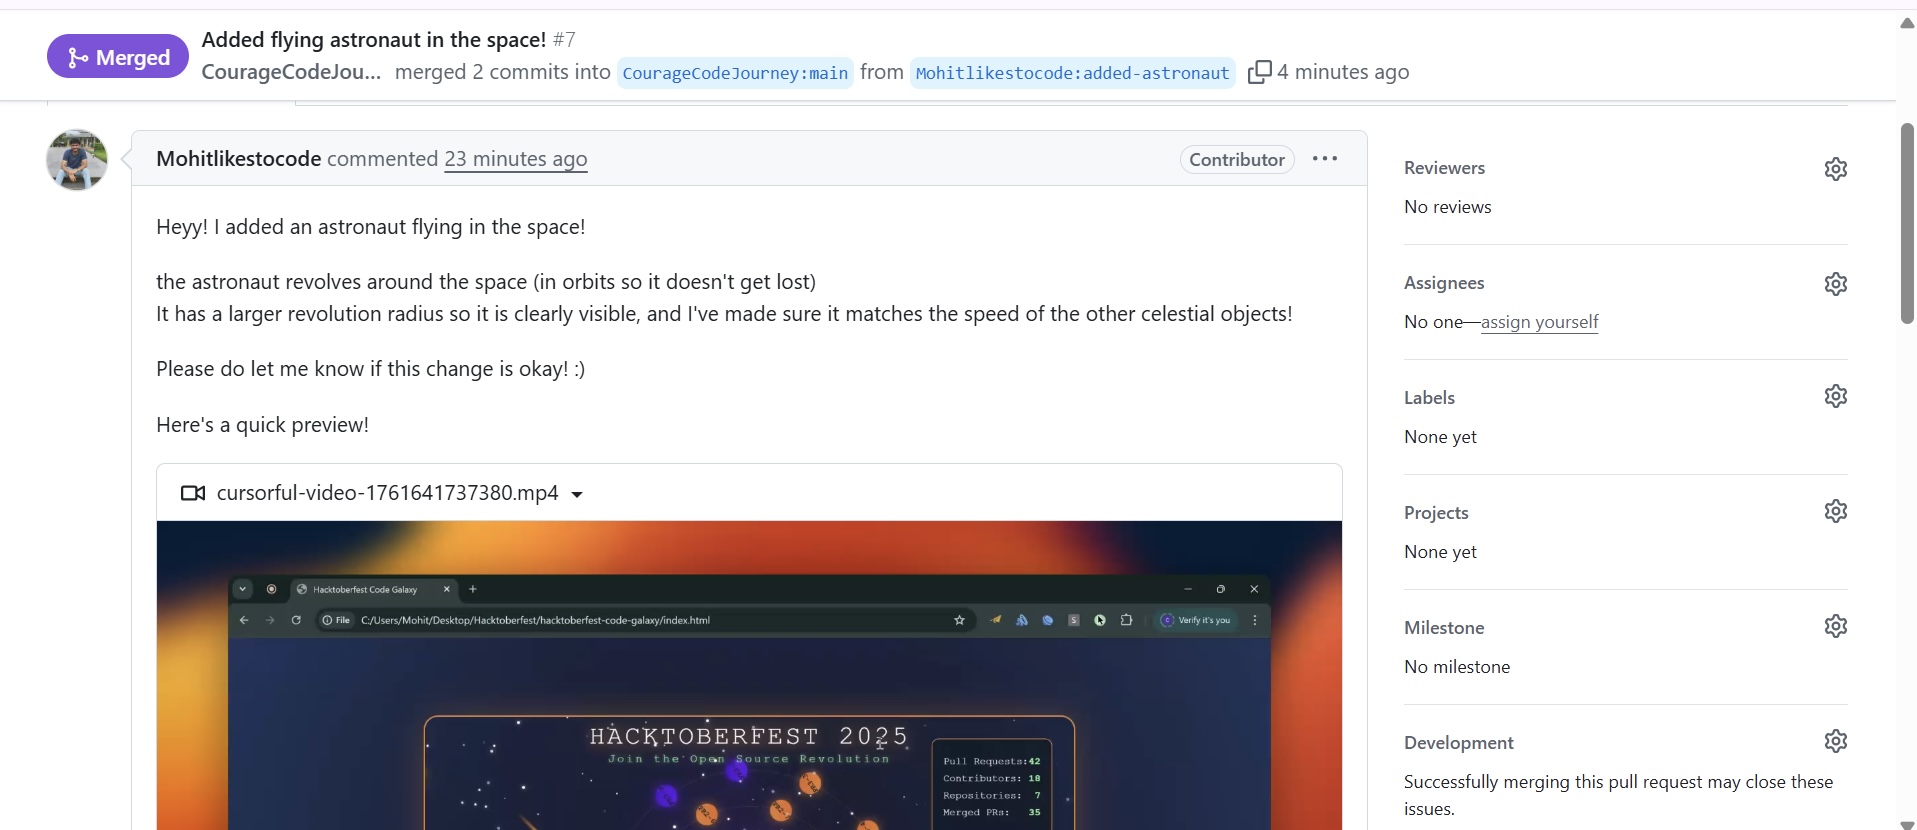 Merged
Added flying astronaut in the space! #7
CourageCodeJou... merged 2 commits into CourageCodeJourney:main from Mohitlikestocode:added-astronaut 4 minutes ago
Mohitlikestocode commented 23 minutes ago
Contributor
Heyy! I added an astronaut flying in the space!
the astronaut revolves around the space (in orbits so it doesn't get lost)
It has a larger revolution radius so it is clearly visible, and I've made sure it matches the speed of the other celestial objects!
Please do let me know if this change is okay! :)
Here's a quick preview!
cursorful-video-1761641737380.mp4
Hacktoberfest Code Galaxy
File C:/Users/Mohit/Desktop/Hacktoberfest/hacktoberfest-code-galaxy/index.html
S
C Verify it's you
HACKTOBERFEST 2025
Join the Open Source Revolution
Pull Requests:42
Contributors: 18
Repositories: 7
Merged PRs: 35
Reviewers
No reviews
Assignees
No one—assign yourself
Labels
None yet
Projects
None yet
Milestone
No milestone
Development
Successfully merging this pull request may close these
issues.